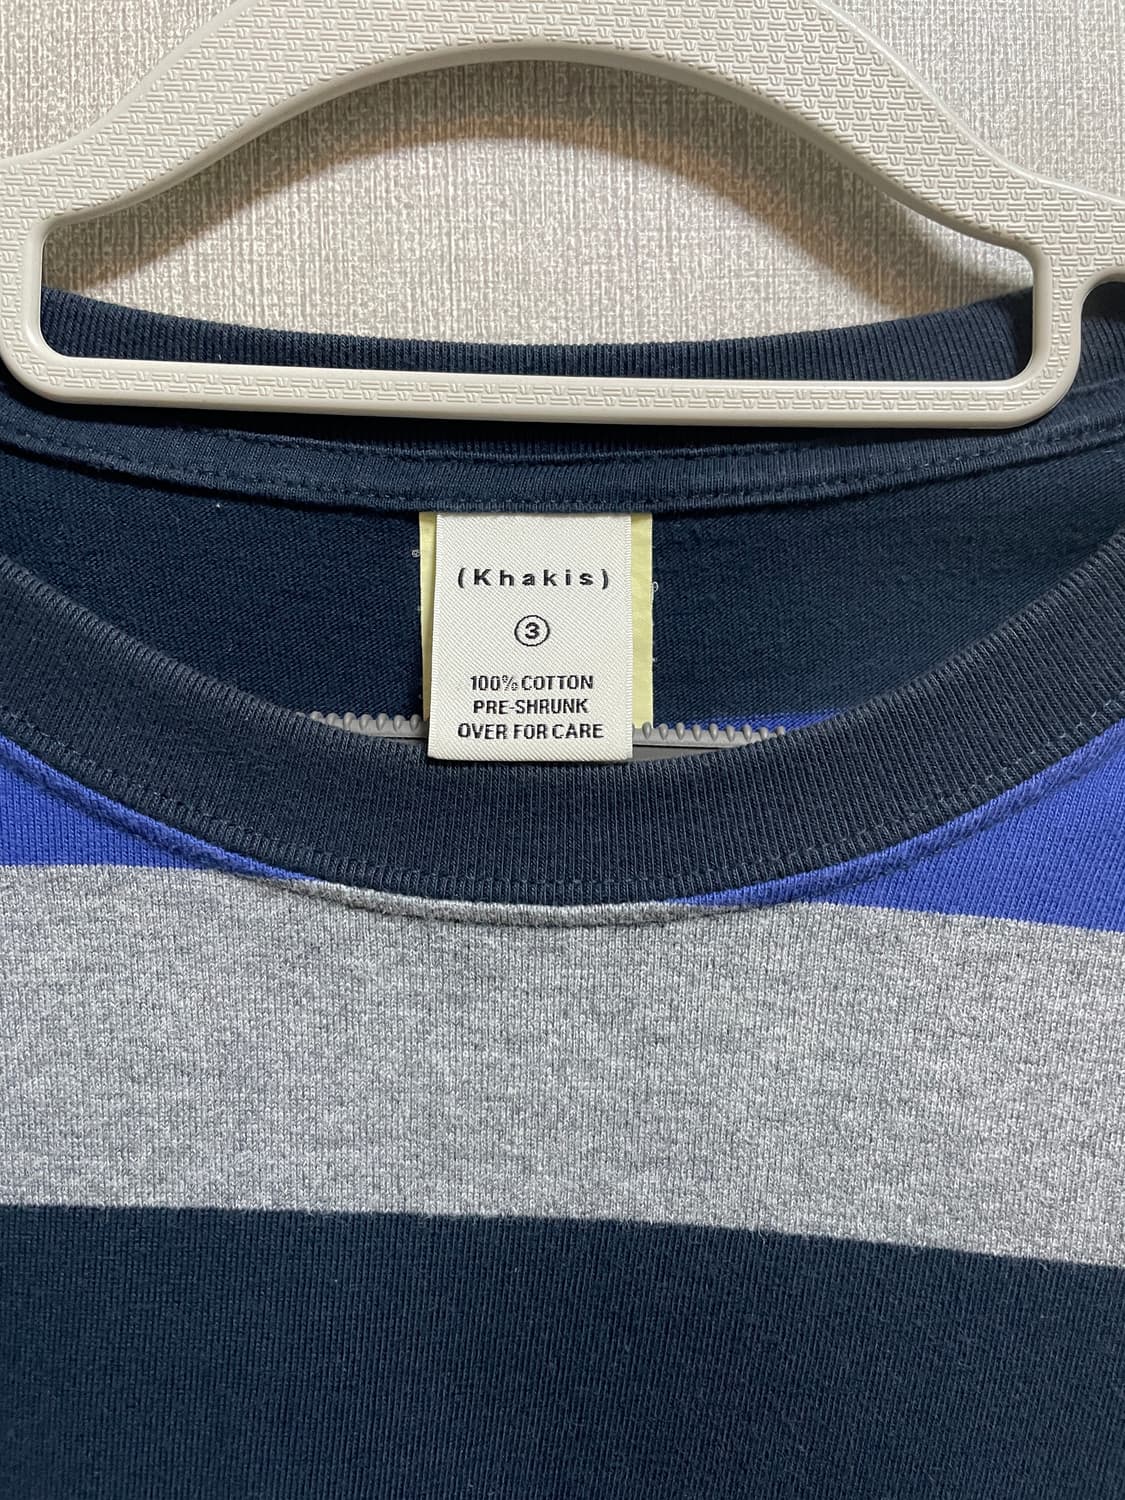 (Khakis)
③
100% COTTON
PRE-SHRUNK
OVER FOR CARE